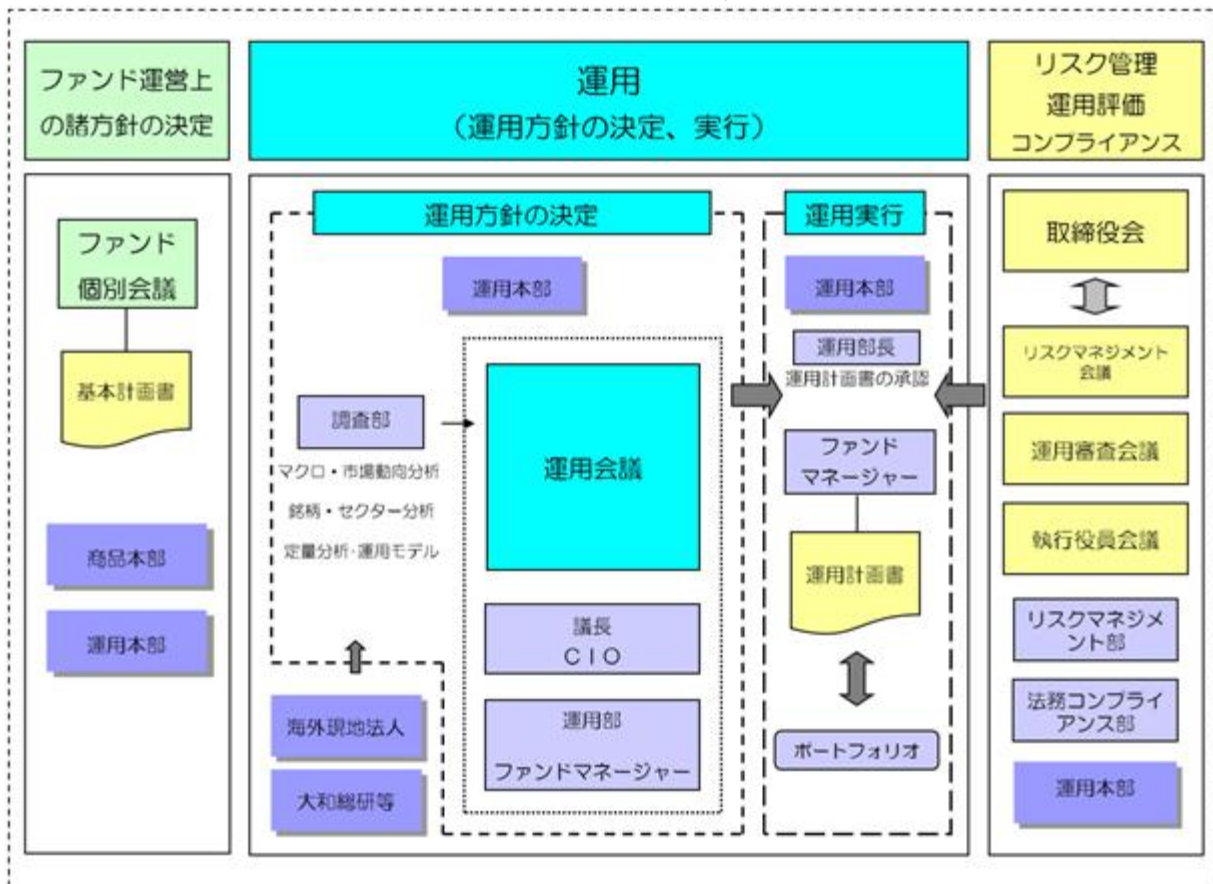 ファンド運営上
の諸方針の決定
運用
（運用方針の決定、実行）
リスク管理
運用評価
コンプライアンス
ファンド
個別会議
基本計画書
商品本部
運用本部
運用方針の決定
運用本部
調査部
マクロ・市場動向分析
銘柄・セクター分析
定量分析・運用モデル
海外現地法人
大和総研等
運用会議
議長
ＣＩＯ
運用部
ファンドマネージャー
運用実行
運用本部
運用部長
運用計画書の承認
ファンド
マネージャー
運用計画書
ポートフォリオ
取締役会
リスクマネジメント
会議
運用審査会議
執行役員会議
リスクマネジメ
ント部
法務コンプライ
アンス部
運用本部